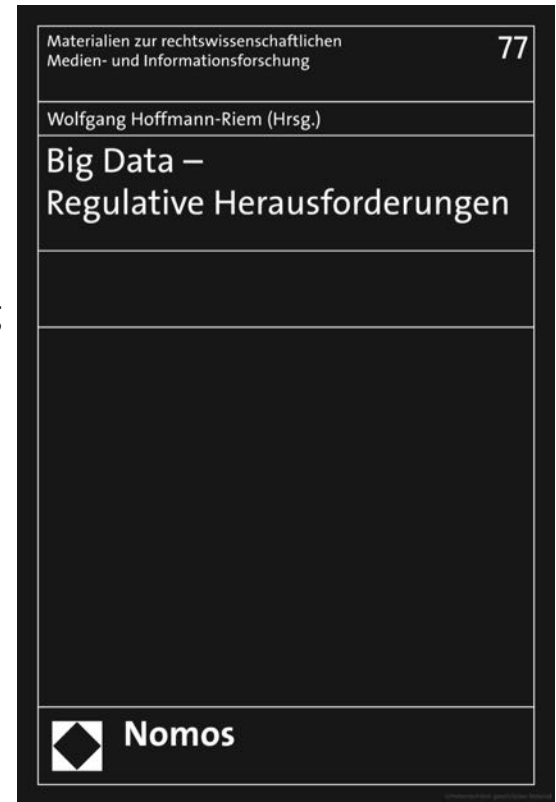 Materialien zur rechtswissenschaftlichen
Medien- und Informationsforschung
77
Wolfgang Hoffmann-Riem (Hrsg.)
Big Data –
Regulative Herausforderungen
Nomos